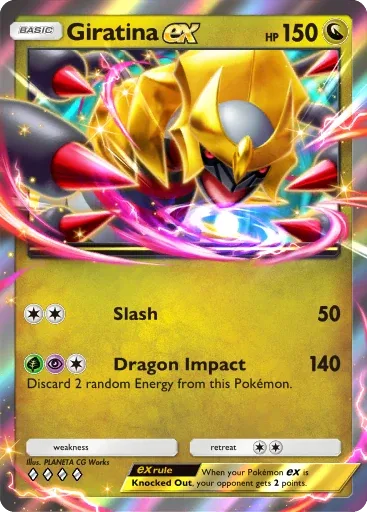 BASIC Giratina ex HP 150
Slash 50
Dragon Impact 140
Discard 2 random Energy from this Pokémon.
weakness retreat
Illus. PLANETA CG Works
ex rule When your Pokémon ex is
Knocked Out, your opponent gets 2 points.